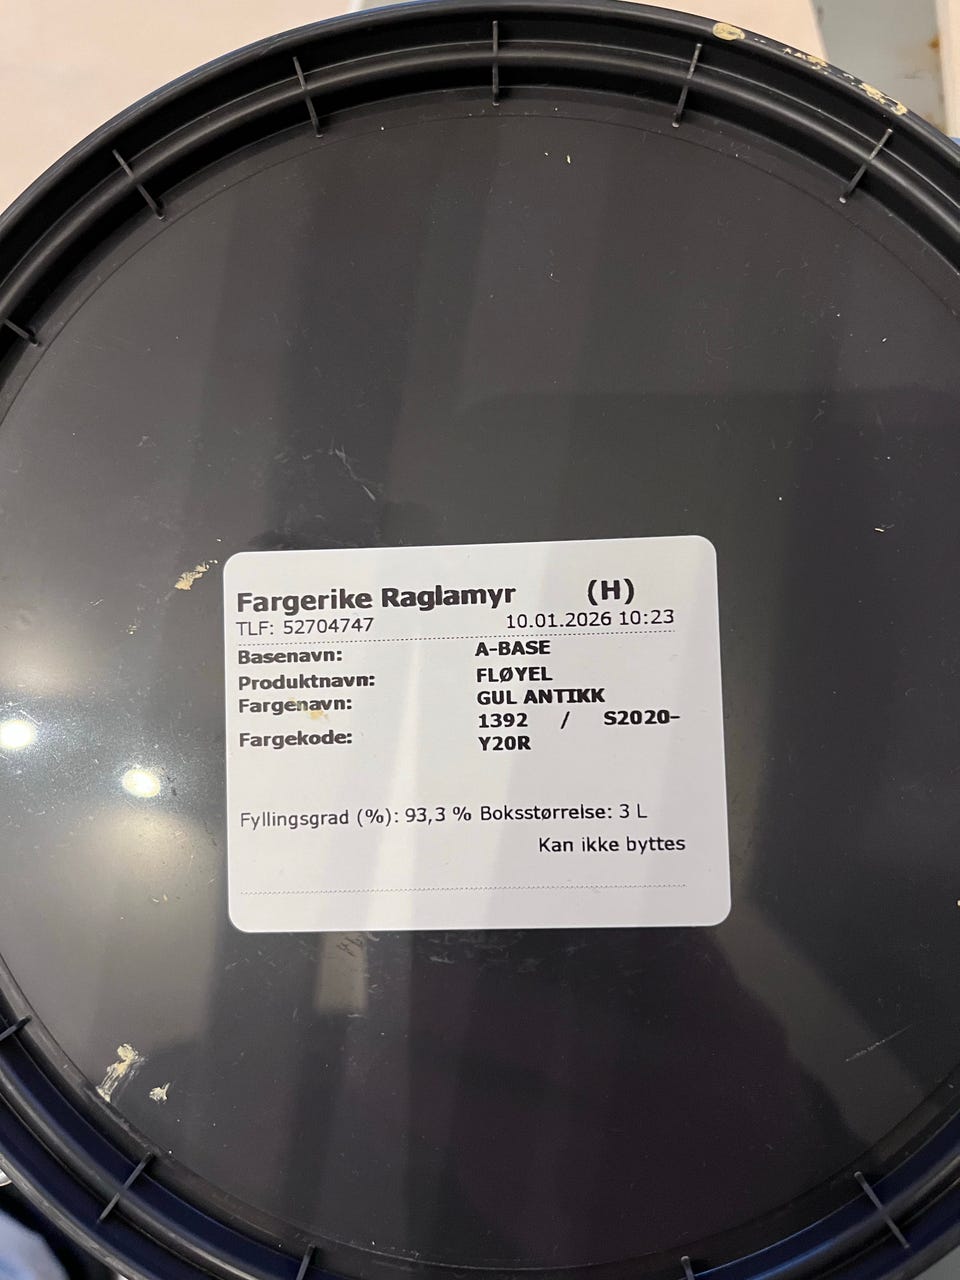 Fargerike Raglamyr (H)
TLF: 52704747 10.01.2026 10:23
Basenavn: A-BASE
Produktnavn: FLØYEL
Fargenavn: GUL ANTIKK
Fargekode: 1392 / S2020-
Y20R
Fyllingsgrad (%): 93,3 % Boksstørrelse: 3 L
Kan ikke byttes